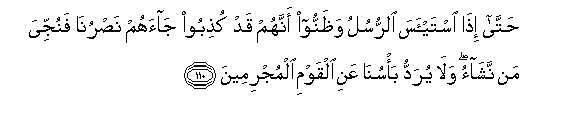 حَتَّىٰٓ إِذَا ٱسْتَيْـَٔسَ ٱلرُّسُلُ وَظَنُّوٓا۟ أَنَّهُمْ قَدْ كُذِبُوا۟ جَآءَهُمْ نَصْرُنَا فَنُجِّىَ
مَن نَّشَآءُ ۖ وَلَا يُرَدُّ بَأْسُنَا عَنِ ٱلْقَوْمِ ٱلْمُجْرِمِينَ ١١٠